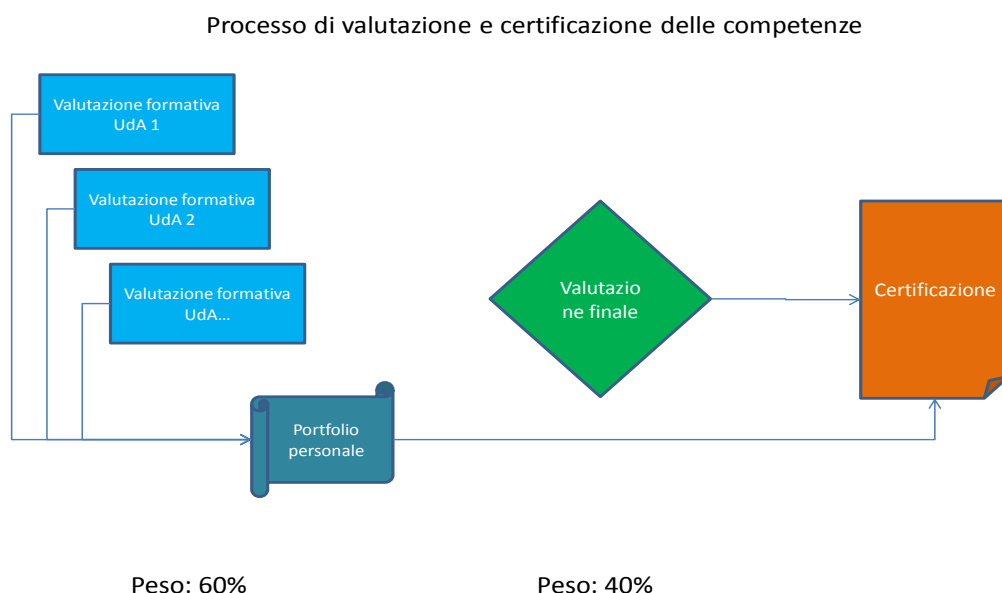 Processo di valutazione e certificazione delle competenze
Valutazione formativa
UdA 1
Valutazione formativa
UdA 2
Valutazione formativa
UdA...
Valutazio
ne finale
Certificazione
Portfolio
personale
Peso: 60%
Peso: 40%